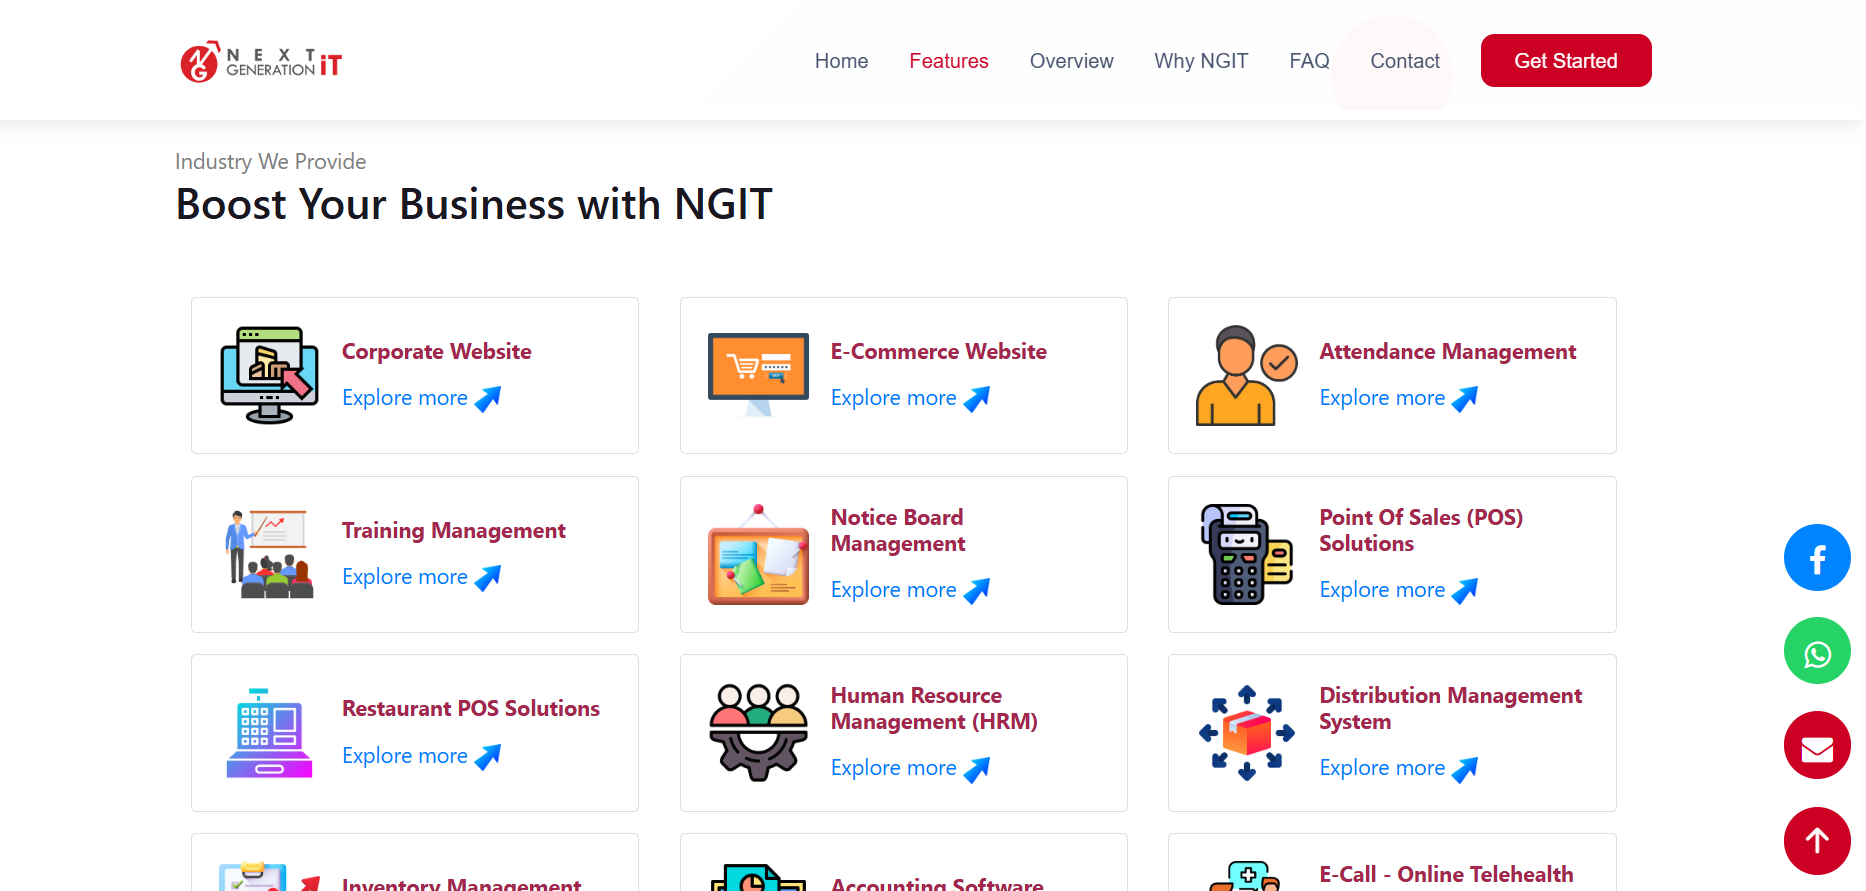 NEXT
GENERATION iT
Home
Features
Overview
Why NGIT
FAQ
Contact
Get Started
Industry We Provide
Boost Your Business with NGIT
Corporate Website
Explore more
E-Commerce Website
Explore more
Attendance Management
Explore more
Training Management
Explore more
Notice Board
Management
Explore more
Point Of Sales (POS)
Solutions
Explore more
Restaurant POS Solutions
Explore more
Human Resource
Management (HRM)
Explore more
Distribution Management
System
Explore more
Inventory Management
Accounting Software
E-Call - Online Telehealth